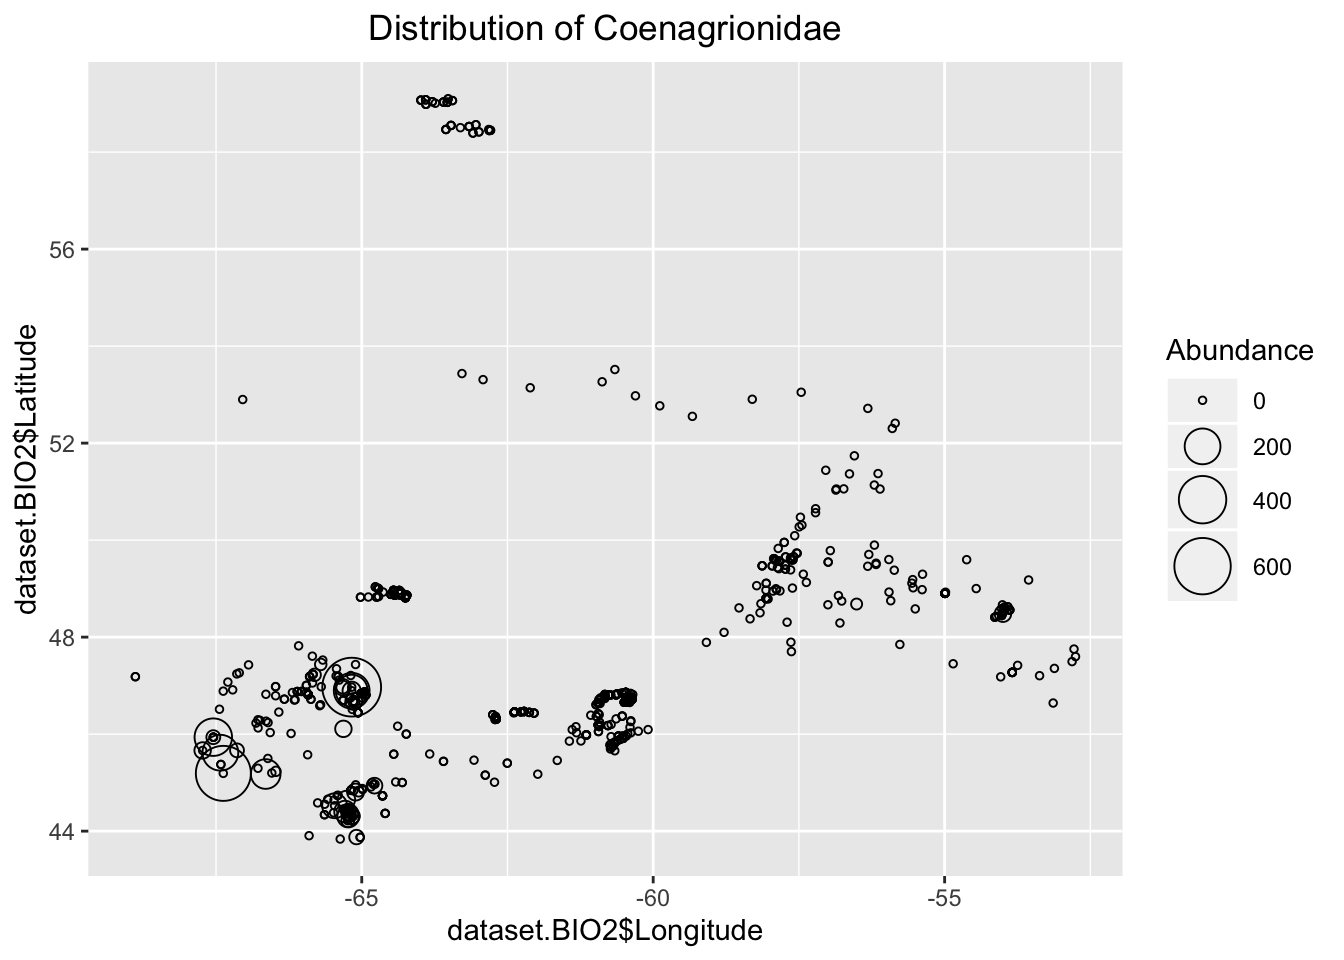 Distribution of Coenagrionidae
56
52
48
44
dataset.BIO2$Latitude
-65
-60
-55
dataset.BIO2$Longitude
Abundance
0
200
400
600